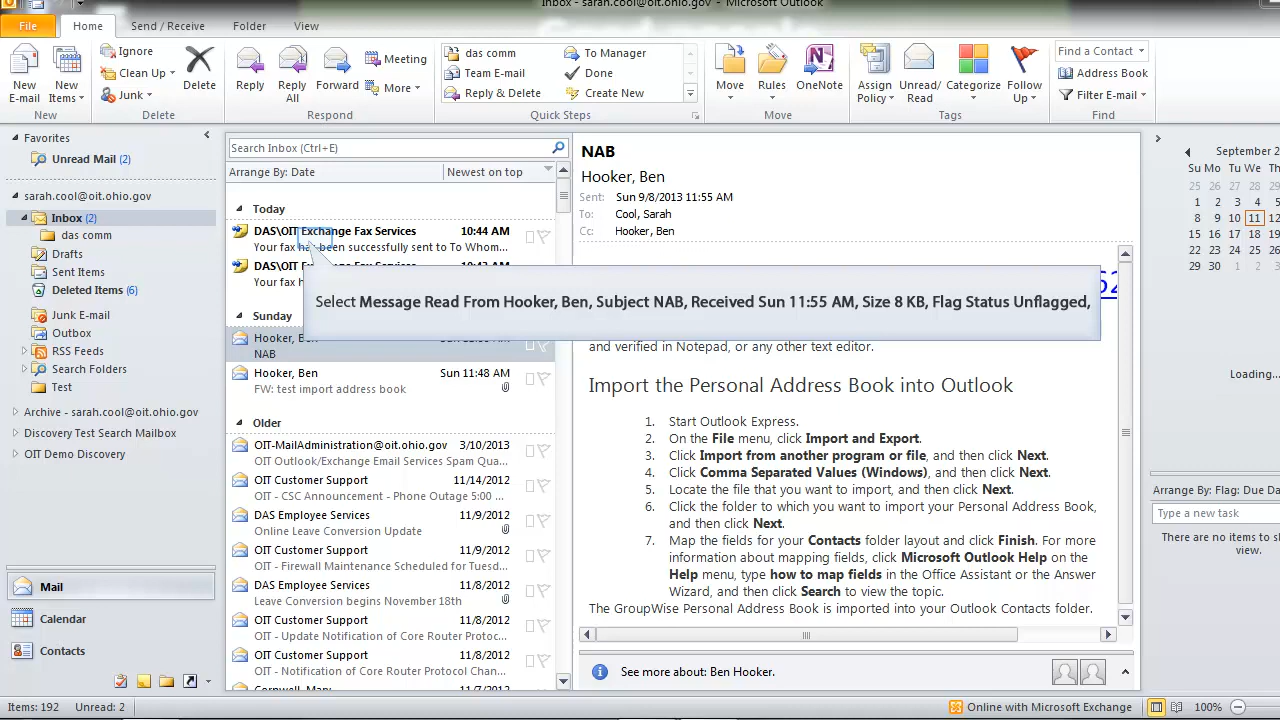 Inbox - sarah.cool@oit.ohio.gov - Microsoft Outlook
File Home Send / Receive Folder View
New E-mail
New Items
New
Ignore
Clean Up
Junk
Delete
Delete
Reply
Reply All
Forward
Meeting
More
Respond
das comm
Team E-mail
Reply & Delete
To Manager
Done
Create New
Quick Steps
Move
Rules
OneNote
Move
Assign Policy
Unread/ Read
Categorize
Follow Up
Tags
Find a Contact
Address Book
Filter E-mail
Find
Favorites
Unread Mail (2)
sarah.cool@oit.ohio.gov
Inbox (2)
das comm
Drafts
Sent Items
Deleted Items (6)
Junk E-mail
Outbox
RSS Feeds
Search Folders
Test
Archive - sarah.cool@oit.ohio.gov
Discovery Test Search Mailbox
OIT Demo Discovery
Mail
Calendar
Contacts
Search Inbox (Ctrl+E)
Arrange By: Date Newest on top
Today
DAS\OIT Exchange Fax Services 10:44 AM
Your fax has been successfully sent to To Whom...
DAS\OIT Exchange Fax Services 10:43 AM
Your fax
Select Message Read From Hooker, Ben, Subject NAB, Received Sun 11:55 AM, Size 8 KB, Flag Status Unflagged,
Sunday
Hooker, Ben
NAB
Hooker, Ben Sun 11:48 AM
FW: test import address book
Older
OIT-MailAdministration@oit.ohio.gov 3/10/2013
OIT Outlook/Exchange Email Services Spam Qua...
OIT Customer Support 11/14/2012
OIT - CSC Announcement - Phone Outage 5:00 ...
DAS Employee Services 11/9/2012
Online Leave Conversion Update
OIT Customer Support 11/9/2012
OIT - Firewall Maintenance Scheduled for Tuesd...
DAS Employee Services 11/8/2012
Leave Conversion begins November 18th
OIT Customer Support 11/8/2012
OIT - Update Notification of Core Router Protoc...
OIT Customer Support 11/8/2012
OIT - Notification of Core Router Protocol Chan...
Cornwell, Mary 11/7/2012
NAB
Hooker, Ben
Sent: Sun 9/8/2013 11:55 AM
To: Cool, Sarah
Cc: Hooker, Ben
and verified in Notepad, or any other text editor.
Import the Personal Address Book into Outlook
1. Start Outlook Express.
2. On the File menu, click Import and Export.
3. Click Import from another program or file, and then click Next.
4. Click Comma Separated Values (Windows), and then click Next.
5. Locate the file that you want to import, and then click Next.
6. Click the folder to which you want to import your Personal Address Book,
and then click Next.
7. Map the fields for your Contacts folder layout and click Finish. For more
information about mapping fields, click Microsoft Outlook Help on the
Help menu, type how to map fields in the Office Assistant or the Answer
Wizard, and then click Search to view the topic.
The GroupWise Personal Address Book is imported into your Outlook Contacts folder.
See more about: Ben Hooker.
September 2
Su Mo Tu We Th
25 26 27 28 29
1 2 3 4 5
8 9 10 11 12
15 16 17 18 19
22 23 24 25 26
29 30 1 2 3
Loading...
Arrange By: Flag: Due Da
Type a new task
There are no items to sh
view.
Items: 192 Unread: 2
Online with Microsoft Exchange
100%